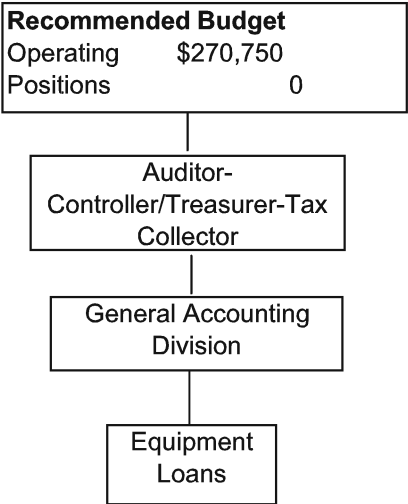 Recommended Budget
Operating $270,750
Positions 0
Auditor-
Controller/Treasurer-Tax
Collector
General Accounting
Division
Equipment
Loans